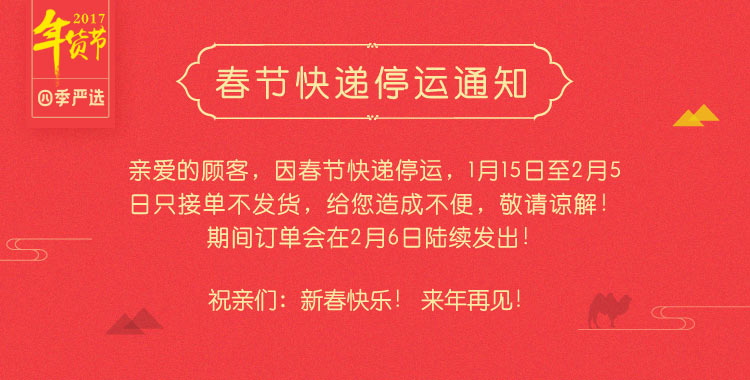 2017
年货节
四季严选
春节快递停运通知
亲爱的顾客，因春节快递停运，1月15日至2月5
日只接单不发货，给您造成不便，敬请谅解！
期间订单会在2月6日陆续发出！
祝亲们：新春快乐！ 来年再见！